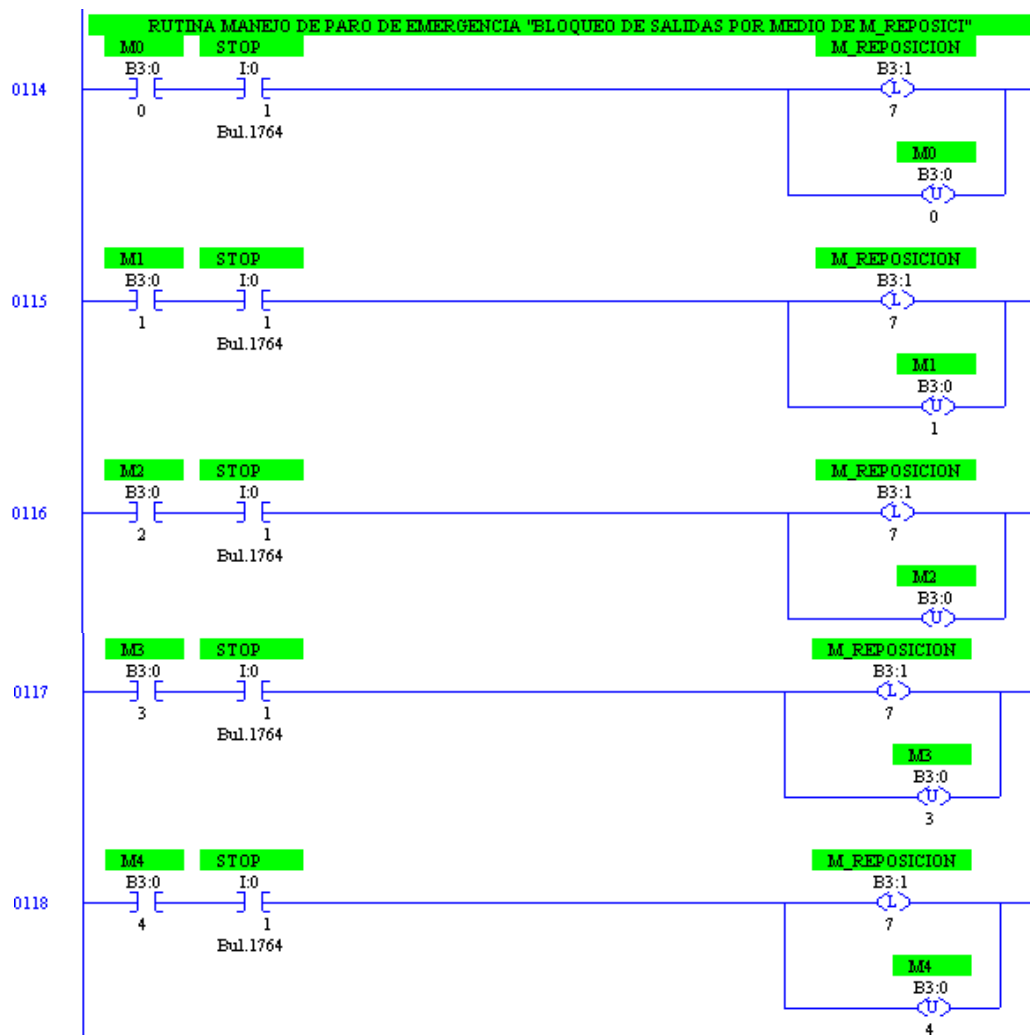 RUTINA MANEJO DE PARO DE EMERGENCIA "BLOQUEO DE SALIDAS POR MEDIO DE M_REPOSICI"
M0 STOP M_REPOSICION
B3:0 I:0 B3:1
0114 L
0 1 7
Bul.1764
M0
B3:0
U
0
M1 STOP M_REPOSICION
B3:0 I:0 B3:1
0115 L
1 1 7
Bul.1764
M1
B3:0
U
1
M2 STOP M_REPOSICION
B3:0 I:0 B3:1
0116 L
2 1 7
Bul.1764
M2
B3:0
U
M3 STOP M_REPOSICION
B3:0 I:0 B3:1
0117 L
3 1 7
Bul.1764
M3
B3:0
U
3
M4 STOP M_REPOSICION
B3:0 I:0 B3:1
0118 L
4 1 7
Bul.1764
M4
B3:0
U
4